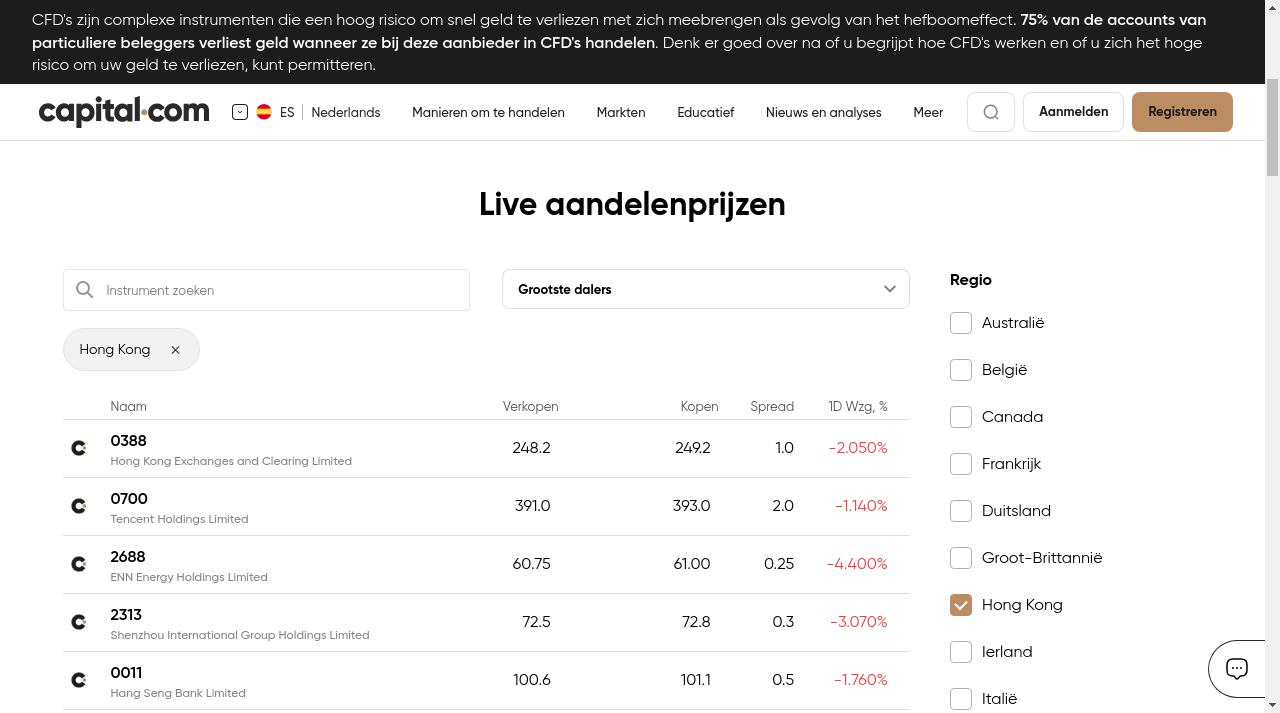 CFD's zijn complexe instrumenten die een hoog risico om snel geld te verliezen met zich meebrengen als gevolg van het hefboomeffect. 75% van de accounts van
particuliere beleggers verliest geld wanneer ze bij deze aanbieder in CFD's handelen. Denk er goed over na of u begrijpt hoe CFD's werken en of u zich het hoge
risico om uw geld te verliezen, kunt permitteren.
capital.com ES Nederlands Manieren om te handelen Markten Educatief Nieuws en analyses Meer Aanmelden Registreren
Live aandelenprijzen
Instrument zoeken Grootste dalers
Hong Kong
Naam Verkopen Kopen Spread 1D Wzg, %
0388 248.2 249.2 1.0 -2.050%
Hong Kong Exchanges and Clearing Limited
0700 391.0 393.0 2.0 -1.140%
Tencent Holdings Limited
2688 60.75 61.00 0.25 -4.400%
ENN Energy Holdings Limited
2313 72.5 72.8 0.3 -3.070%
Shenzhou International Group Holdings Limited
0011 100.6 101.1 0.5 -1.760%
Hang Seng Bank Limited
Regio
Australië
België
Canada
Frankrijk
Duitsland
Groot-Brittannië
Hong Kong
Ierland
Italië